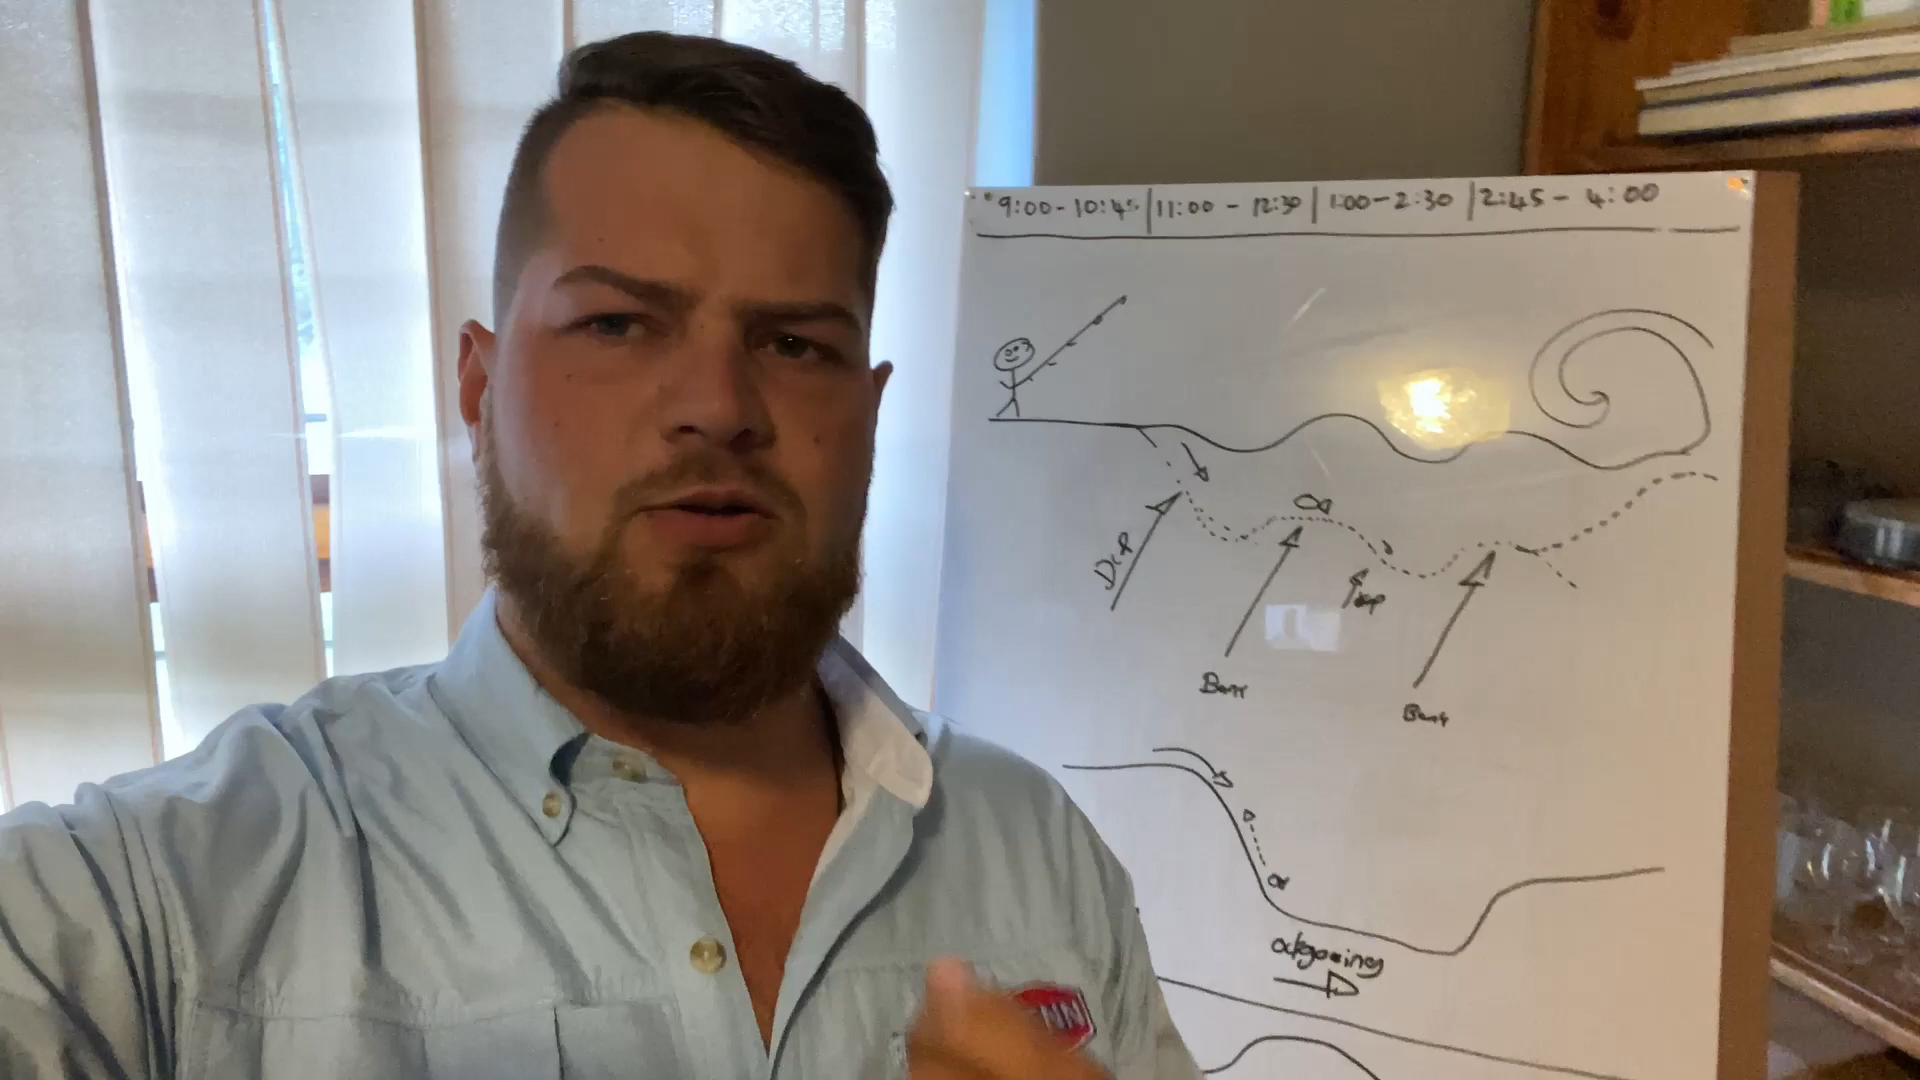 9:00-10:45 | 11:00 - 12:30 | 1:00-2:30 | 2:45 - 4:00
Bank
Bank
outgoing
NN